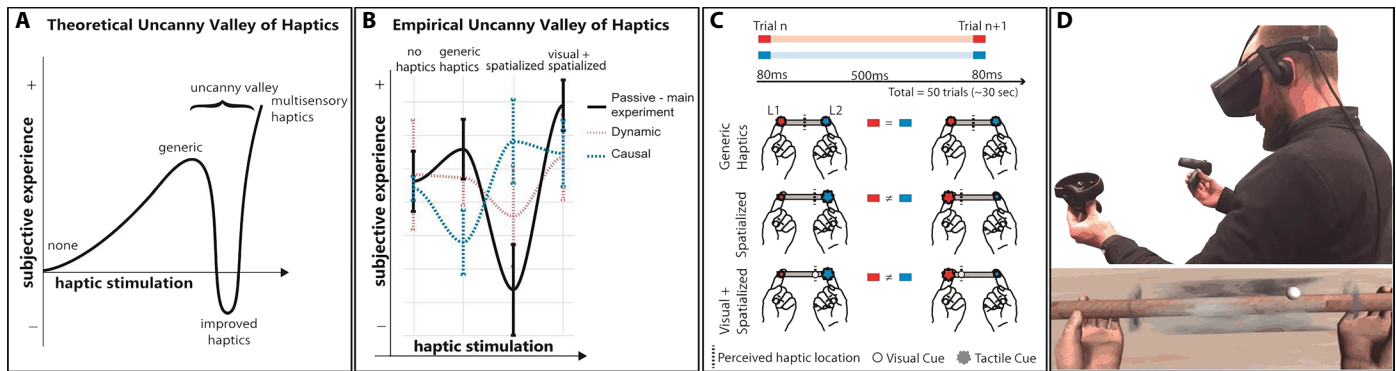 A Theoretical Uncanny Valley of Haptics
+
subjective experience
−
uncanny valley
multisensory
haptics
generic
none
haptic stimulation
improved
haptics
B Empirical Uncanny Valley of Haptics
no
haptics
generic
haptics
spatialized
visual +
spatialized
+
subjective experience
−
Passive - main
experiment
Dynamic
Causal
haptic stimulation
C
Trial n
Trial n+1
80ms
500ms
80ms
Total = 50 trials (~30 sec)
Generic
Haptics
L1
L2
=
Spatialized
≠
Visual +
Spatialized
≠
Perceived haptic location
Visual Cue
Tactile Cue
D